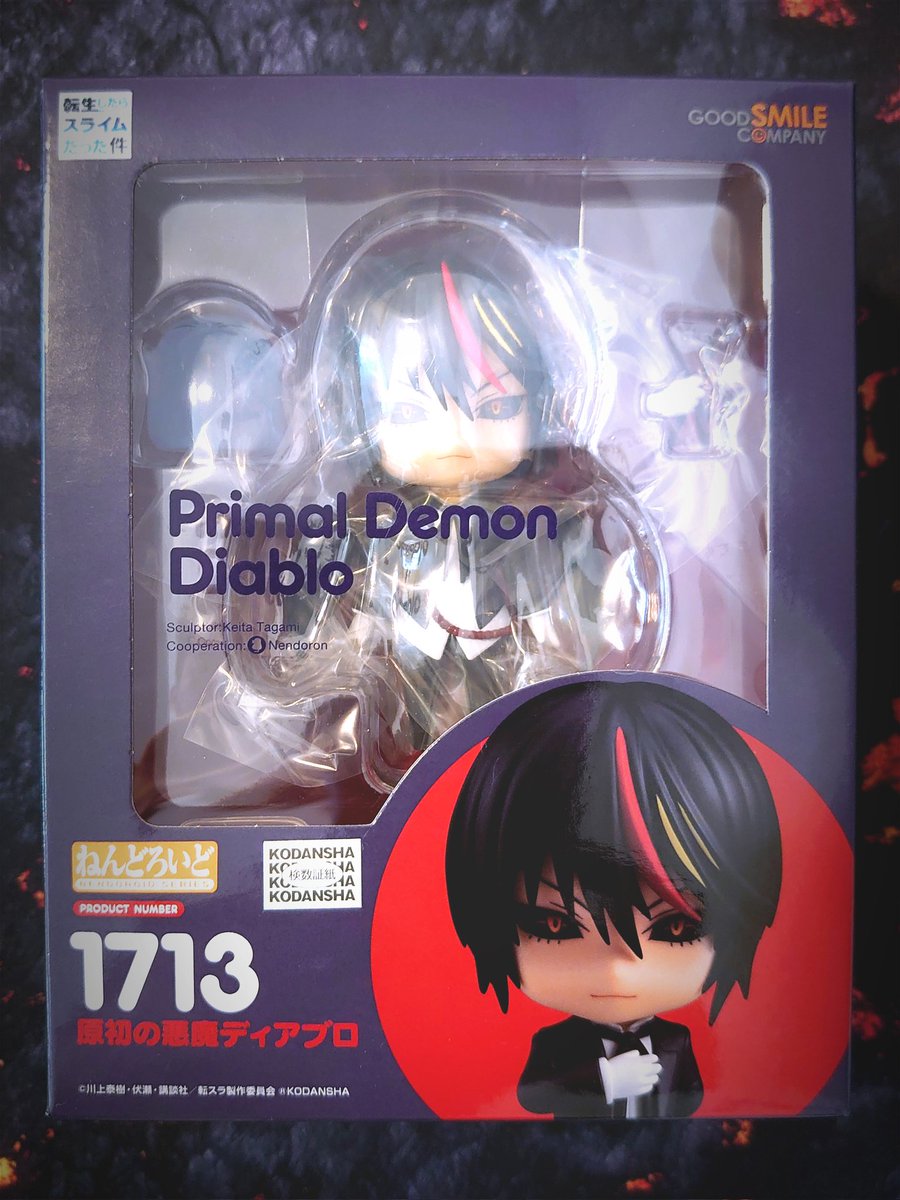 転生したら
スライム
だった件
GOOD SMILE
COMPANY
Primal Demon
Diablo
Sculptor:Keita Tagami
Cooperation: Nendoron
ねんどろいど
NENDOROID SERIES
PRODUCT NUMBER
1713
原初の悪魔ディアブロ
KODANSHA
検数証紙
KODANSHA
©川上泰樹・伏瀬・講談社／転スラ製作委員会 ®KODANSHA